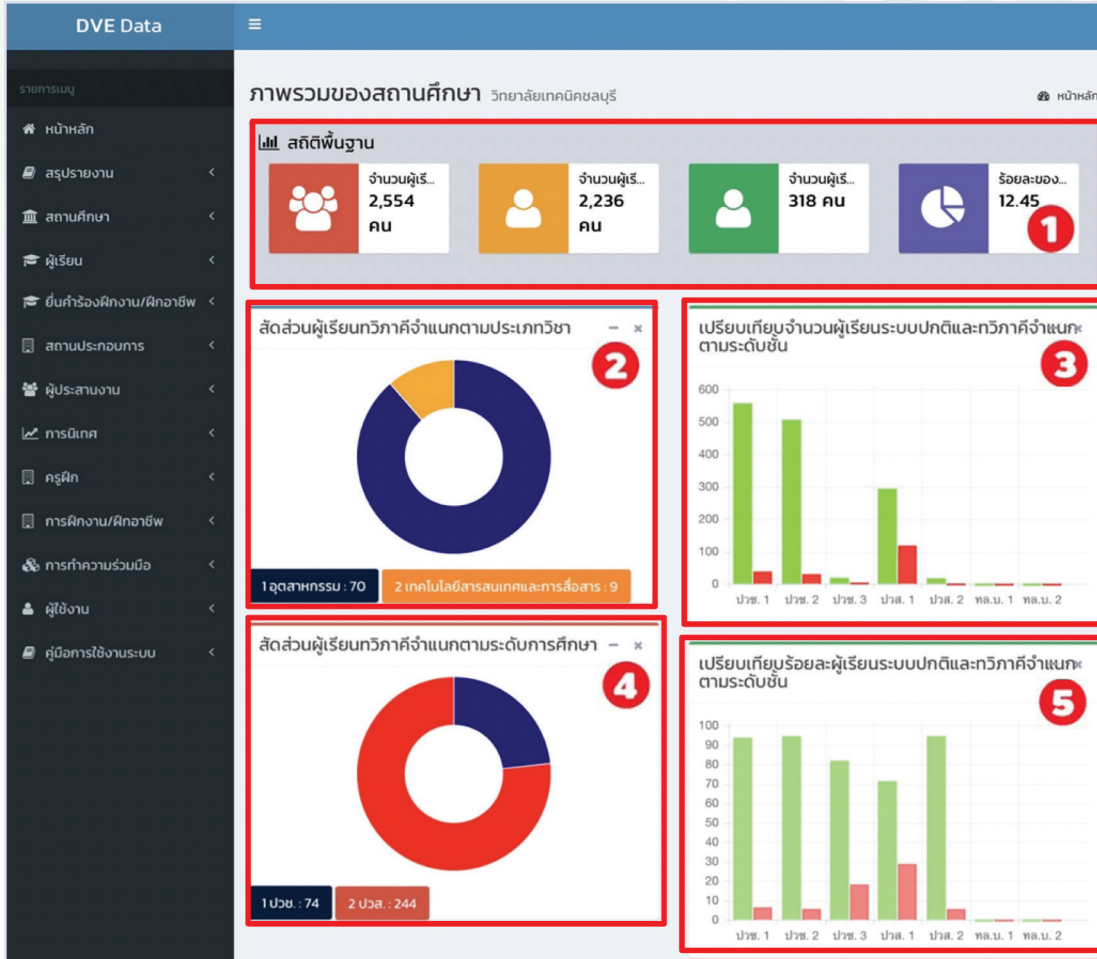 DVE Data
รายการเมนู
หน้าหลัก
สรุปรายงาน
สถานศึกษา
ผู้เรียน
ยื่นคำร้องฝึกงาน/ฝึกอาชีพ
สถานประกอบการ
ผู้ประสานงาน
การนิเทศ
ครูฝึก
การฝึกงาน/ฝึกอาชีพ
การทำความร่วมมือ
ผู้ใช้งาน
คู่มือการใช้งานระบบ
ภาพรวมของสถานศึกษา วิทยาลัยเทคนิคชลบุรี
หน้าหลัก
สถิติพื้นฐาน
จำนวนผู้เรี...
2,554
คน
จำนวนผู้เรี...
2,236
คน
จำนวนผู้เรี...
318 คน
ร้อยละของ...
12.45
1
สัดส่วนผู้เรียนทวิภาคีจำแนกตามประเภทวิชา
2
1 อุตสาหกรรม : 70
2 เทคโนโลยีสารสนเทศและการสื่อสาร : 9
เปรียบเทียบจำนวนผู้เรียนระบบปกติและทวิภาคีจำแนก
ตามระดับชั้น
3
600
500
400
300
200
100
0
ปวช. 1 ปวช. 2 ปวช. 3 ปวส. 1 ปวส. 2 ทล.บ. 1 ทล.บ. 2
สัดส่วนผู้เรียนทวิภาคีจำแนกตามระดับการศึกษา
4
1 ปวช. : 74
2 ปวส. : 244
เปรียบเทียบร้อยละผู้เรียนระบบปกติและทวิภาคีจำแนก
ตามระดับชั้น
5
100
90
80
70
60
50
40
30
20
10
0
ปวช. 1 ปวช. 2 ปวช. 3 ปวส. 1 ปวส. 2 ทล.บ. 1 ทล.บ. 2